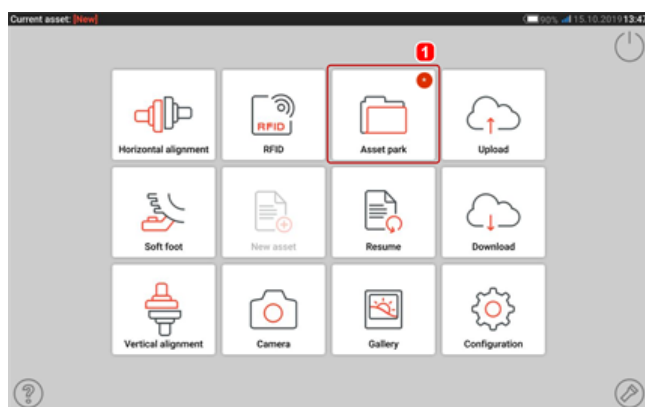 Current asset: [New]
90% 15.10.2019 13:47
1
Horizontal alignment
RFID
RFID
Asset park
Upload
Soft foot
New asset
Resume
Download
Vertical alignment
Camera
Gallery
Configuration
?